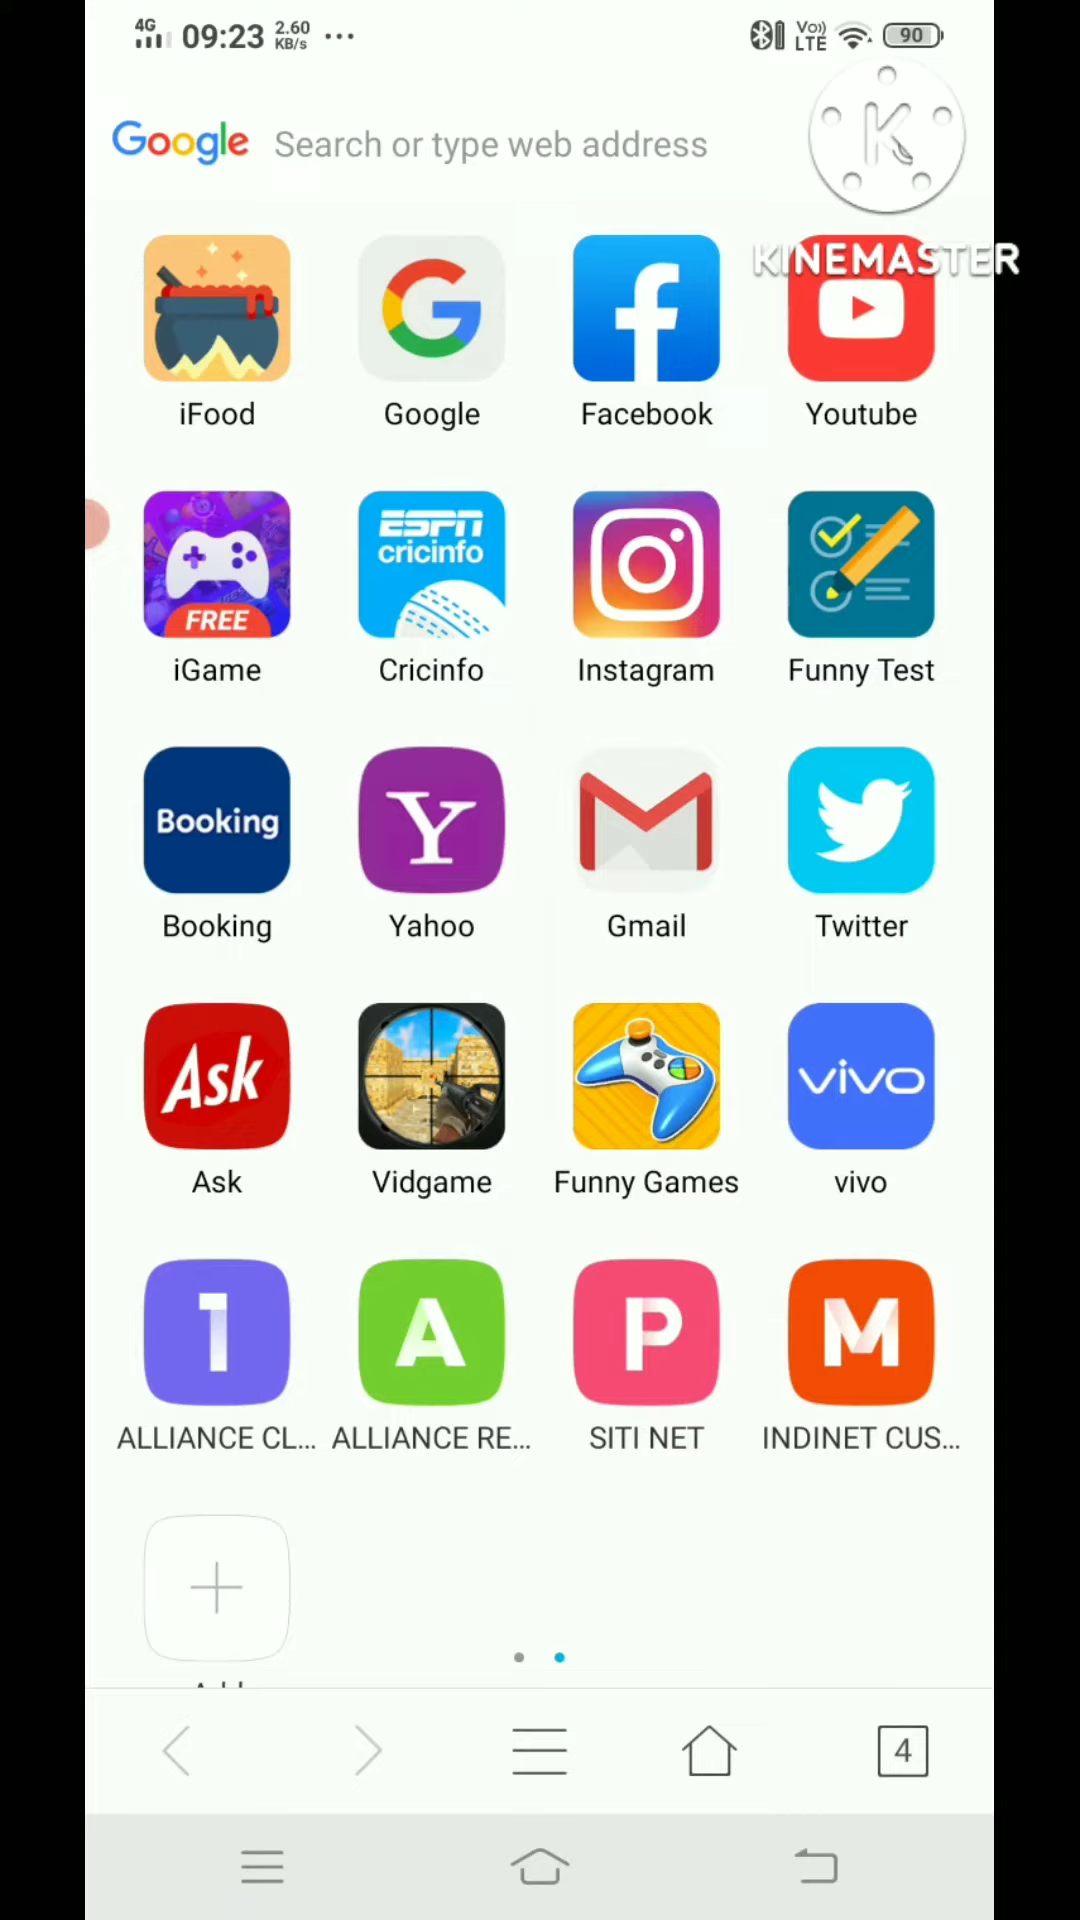 4G 09:23 2.60 KB/s ... Vo)) LTE 90
Google Search or type web address
K
KINEMASTER
iFood Google Facebook Youtube
FREE
ESPN
cricinfo
iGame Cricinfo Instagram Funny Test
Booking Y
Booking Yahoo Gmail Twitter
Ask vivo
Ask Vidgame Funny Games vivo
1 A P M
ALLIANCE CL... ALLIANCE RE... SITI NET INDINET CUS...
4